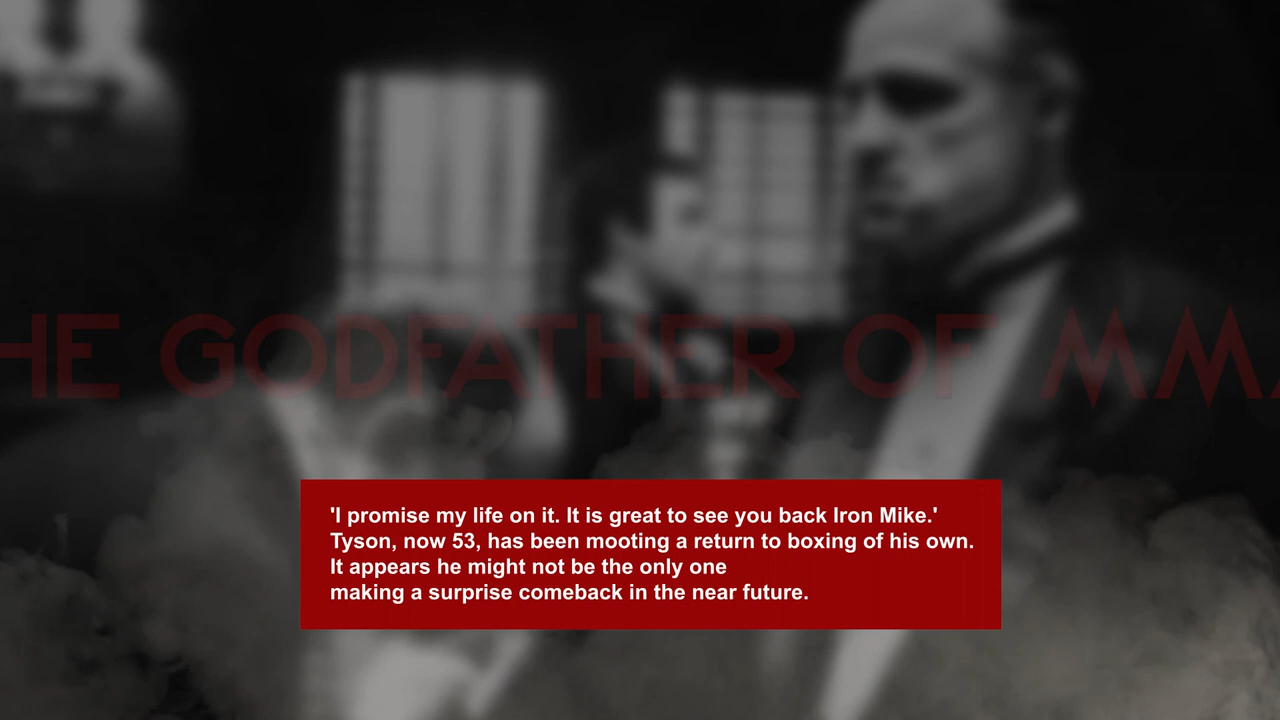 HE GODFATHER OF MMA
'I promise my life on it. It is great to see you back Iron Mike.'
Tyson, now 53, has been mooting a return to boxing of his own.
It appears he might not be the only one
making a surprise comeback in the near future.